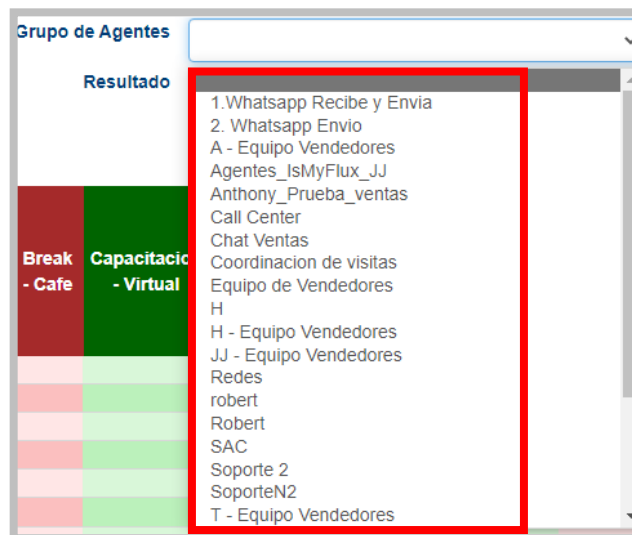 Grupo de Agentes
Resultado
1.Whatsapp Recibe y Envia
2. Whatsapp Envio
A - Equipo Vendedores
Agentes_IsMyFlux_JJ
Anthony_Prueba_ventas
Call Center
Chat Ventas
Coordinacion de visitas
Equipo de Vendedores
H
H - Equipo Vendedores
JJ - Equipo Vendedores
Redes
robert
Robert
SAC
Soporte 2
SoporteN2
T - Equipo Vendedores
Break
- Cafe
Capacitacio
- Virtual